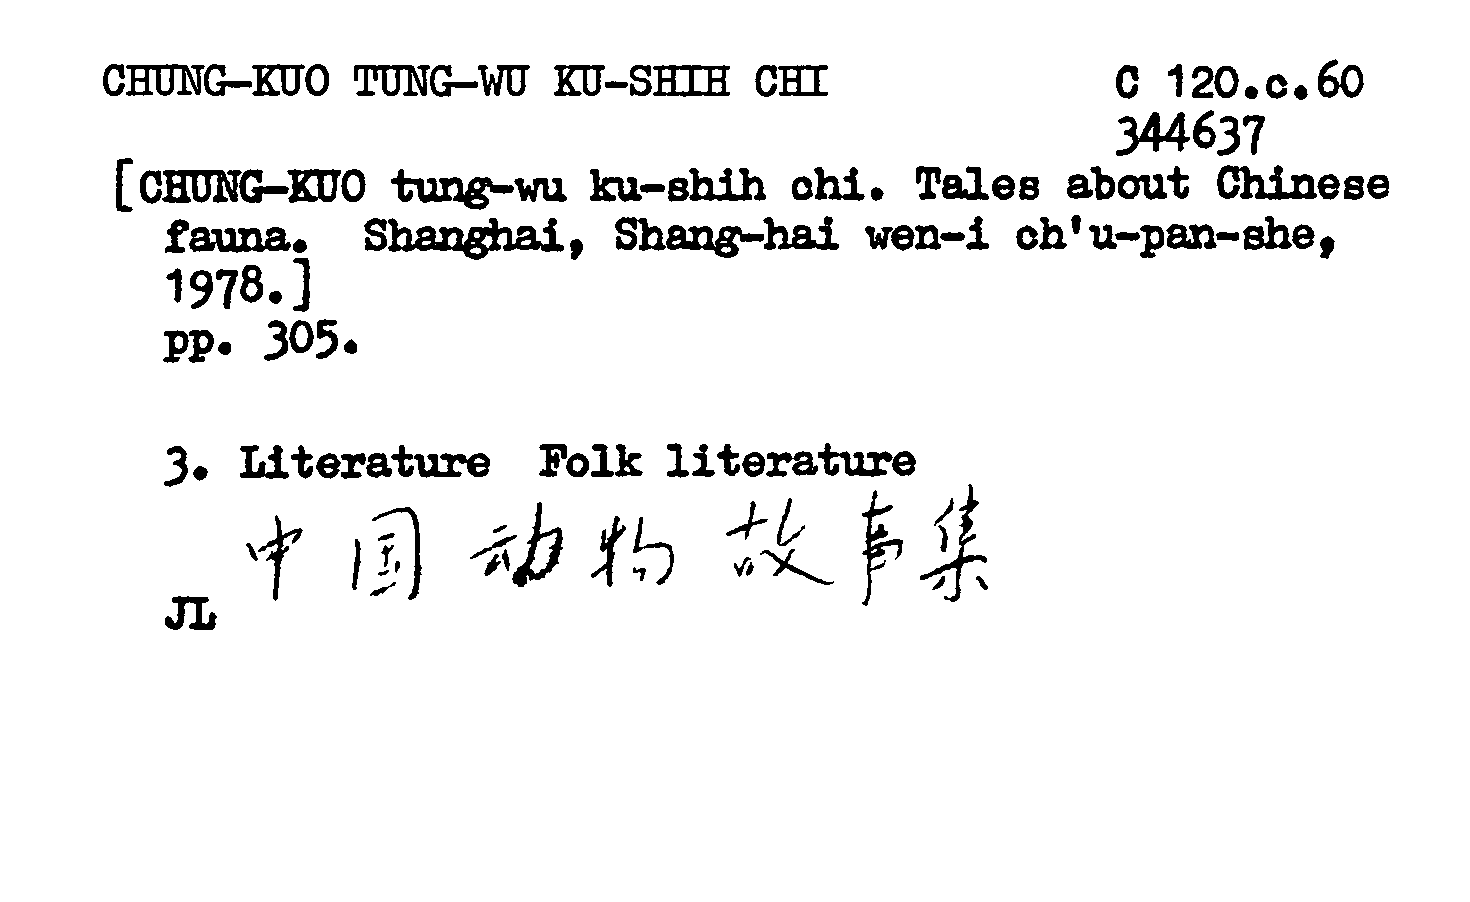 CHUNG-KUO TUNG-WU KU-SHIH CHI C 120.c.60
344637
[CHUNG-KUO tung-wu ku-shih chi. Tales about Chinese
fauna. Shanghai, Shang-hai wen-i ch'u-pan-she,
1978.]
pp. 305.
3. Literature Folk literature
中国动物故事集
JL